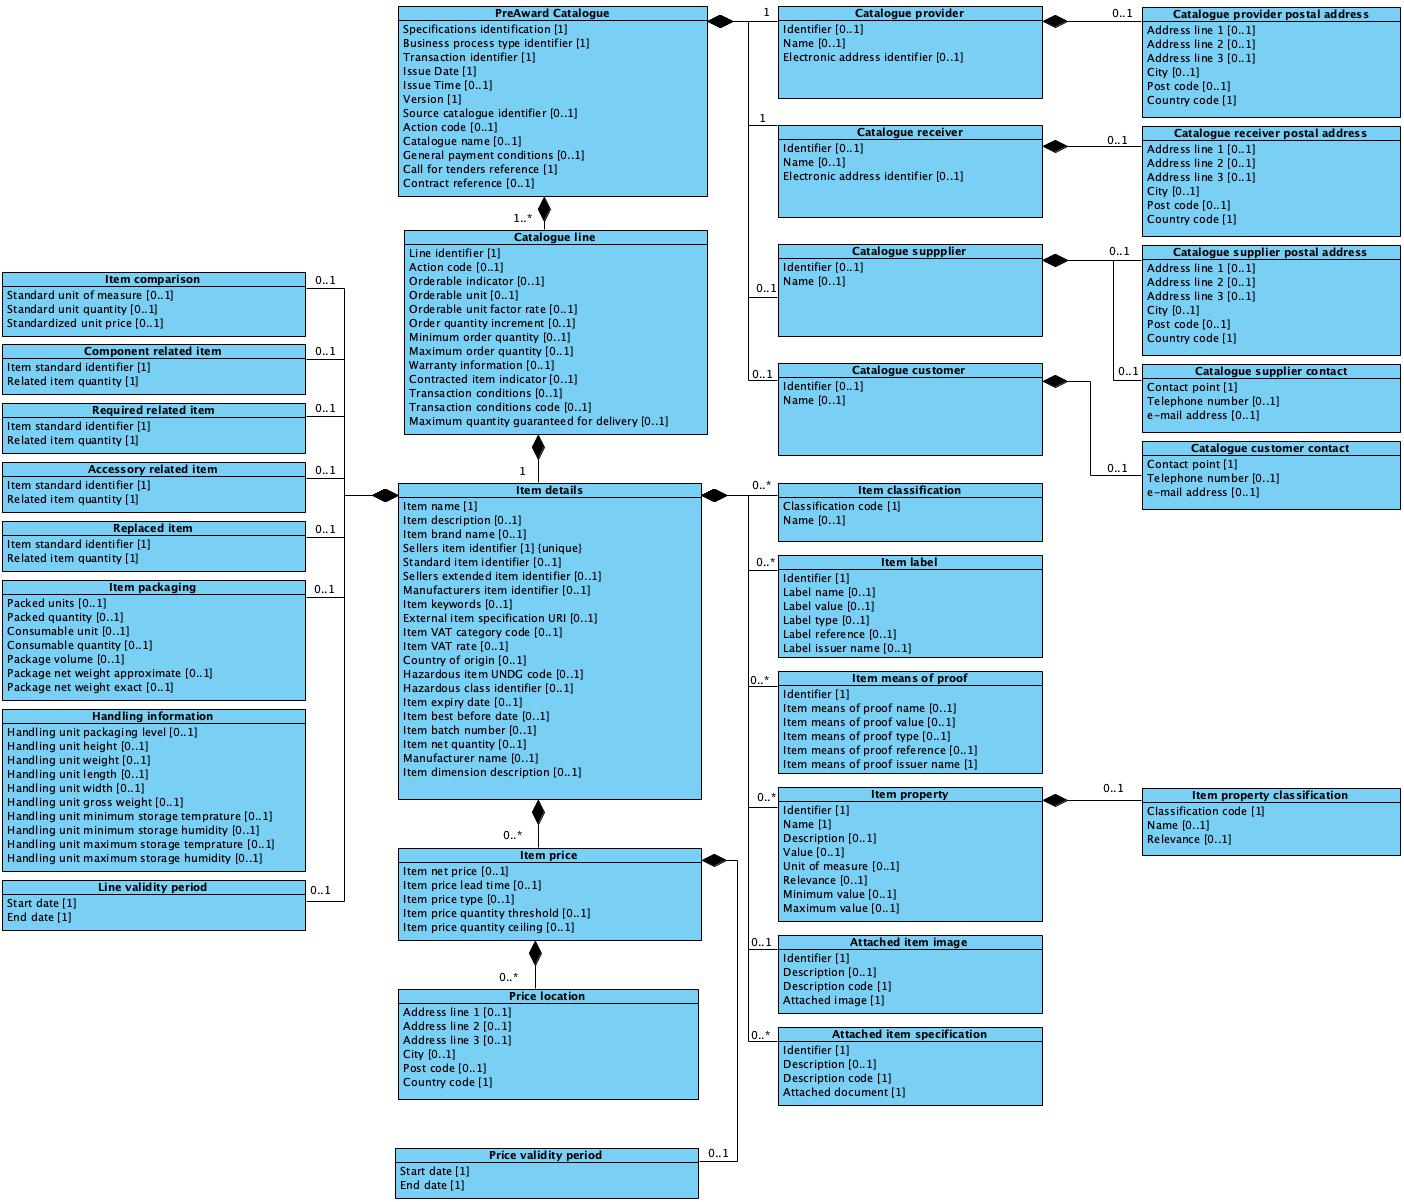 PreAward Catalogue
Specifications identification [1]
Business process type identifier [1]
Transaction identifier [1]
Issue Date [1]
Issue Time [0..1]
Version [1]
Source catalogue identifier [0..1]
Action code [0..1]
Catalogue name [0..1]
General payment conditions [0..1]
Call for tenders reference [1]
Contract reference [0..1]
1
Catalogue provider
Identifier [0..1]
Name [0..1]
Electronic address identifier [0..1]
0..1
Catalogue provider postal address
Address line 1 [0..1]
Address line 2 [0..1]
Address line 3 [0..1]
City [0..1]
Post code [0..1]
Country code [1]
1
Catalogue receiver
Identifier [0..1]
Name [0..1]
Electronic address identifier [0..1]
0..1
Catalogue receiver postal address
Address line 1 [0..1]
Address line 2 [0..1]
Address line 3 [0..1]
City [0..1]
Post code [0..1]
Country code [1]
0..1
Catalogue suppplier
Identifier [0..1]
Name [0..1]
0..1
Catalogue supplier postal address
Address line 1 [0..1]
Address line 2 [0..1]
Address line 3 [0..1]
City [0..1]
Post code [0..1]
Country code [1]
0..1
Catalogue supplier contact
Contact point [1]
Telephone number [0..1]
e-mail address [0..1]
0..1
Catalogue customer
Identifier [0..1]
Name [0..1]
0..1
Catalogue customer contact
Contact point [1]
Telephone number [0..1]
e-mail address [0..1]
1..*
Catalogue line
Line identifier [1]
Action code [0..1]
Orderable indicator [0..1]
Orderable unit [0..1]
Orderable unit factor rate [0..1]
Order quantity increment [0..1]
Minimum order quantity [0..1]
Maximum order quantity [0..1]
Warranty information [0..1]
Contracted item indicator [0..1]
Transaction conditions [0..1]
Transaction conditions code [0..1]
Maximum quantity guaranteed for delivery [0..1]
1
Item comparison
Standard unit of measure [0..1]
Standard unit quantity [0..1]
Standardized unit price [0..1]
0..1
Component related item
Item standard identifier [1]
Related item quantity [1]
0..1
Required related item
Item standard identifier [1]
Related item quantity [1]
0..1
Accessory related item
Item standard identifier [1]
Related item quantity [1]
0..1
Replaced item
Item standard identifier [1]
Related item quantity [1]
0..1
Item packaging
Packed units [0..1]
Packed quantity [0..1]
Consumable unit [0..1]
Consumable quantity [0..1]
Package volume [0..1]
Package net weight approximate [0..1]
Package net weight exact [0..1]
0..1
Handling information
Handling unit packaging level [0..1]
Handling unit height [0..1]
Handling unit weight [0..1]
Handling unit length [0..1]
Handling unit width [0..1]
Handling unit gross weight [0..1]
Handling unit minimum storage temprature [0..1]
Handling unit minimum storage humidity [0..1]
Handling unit maximum storage temprature [0..1]
Handling unit maximum storage humidity [0..1]
Line validity period
Start date [1]
End date [1]
0..1
Item details
Item name [1]
Item description [0..1]
Item brand name [0..1]
Sellers item identifier [1] {unique}
Standard item identifier [0..1]
Sellers extended item identifier [0..1]
Manufacturers item identifier [0..1]
Item keywords [0..1]
External item specification URI [0..1]
Item VAT category code [0..1]
Item VAT rate [0..1]
Country of origin [0..1]
Hazardous item UNDG code [0..1]
Hazardous class identifier [0..1]
Item expiry date [0..1]
Item best before date [0..1]
Item batch number [0..1]
Item net quantity [0..1]
Manufacturer name [0..1]
Item dimension description [0..1]
0..*
Item classification
Classification code [1]
Name [0..1]
0..*
Item label
Identifier [1]
Label name [0..1]
Label value [0..1]
Label type [0..1]
Label reference [0..1]
Label issuer name [0..1]
0..*
Item means of proof
Identifier [1]
Item means of proof name [0..1]
Item means of proof value [0..1]
Item means of proof type [0..1]
Item means of proof reference [0..1]
Item means of proof issuer name [1]
0..*
Item property
Identifier [1]
Name [1]
Description [0..1]
Value [0..1]
Unit of measure [0..1]
Relevance [0..1]
Minimum value [0..1]
Maximum value [0..1]
0..1
Item property classification
Classification code [1]
Name [0..1]
Relevance [0..1]
0..1
Attached item image
Identifier [1]
Description [0..1]
Description code [1]
Attached image [1]
0..*
Attached item specification
Identifier [1]
Description [0..1]
Description code [1]
Attached document [1]
0..*
Item price
Item net price [0..1]
Item price lead time [0..1]
Item price type [0..1]
Item price quantity threshold [0..1]
Item price quantity ceiling [0..1]
0..*
Price location
Address line 1 [0..1]
Address line 2 [0..1]
Address line 3 [0..1]
City [0..1]
Post code [0..1]
Country code [1]
Price validity period
Start date [1]
End date [1]
0..1